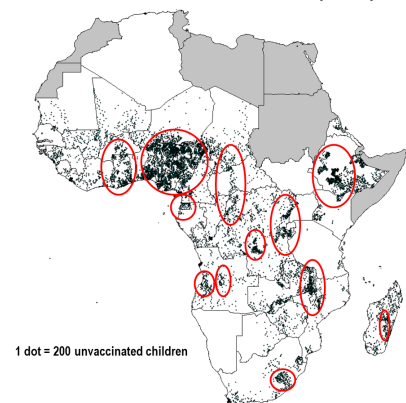 1 dot = 200 unvaccinated children